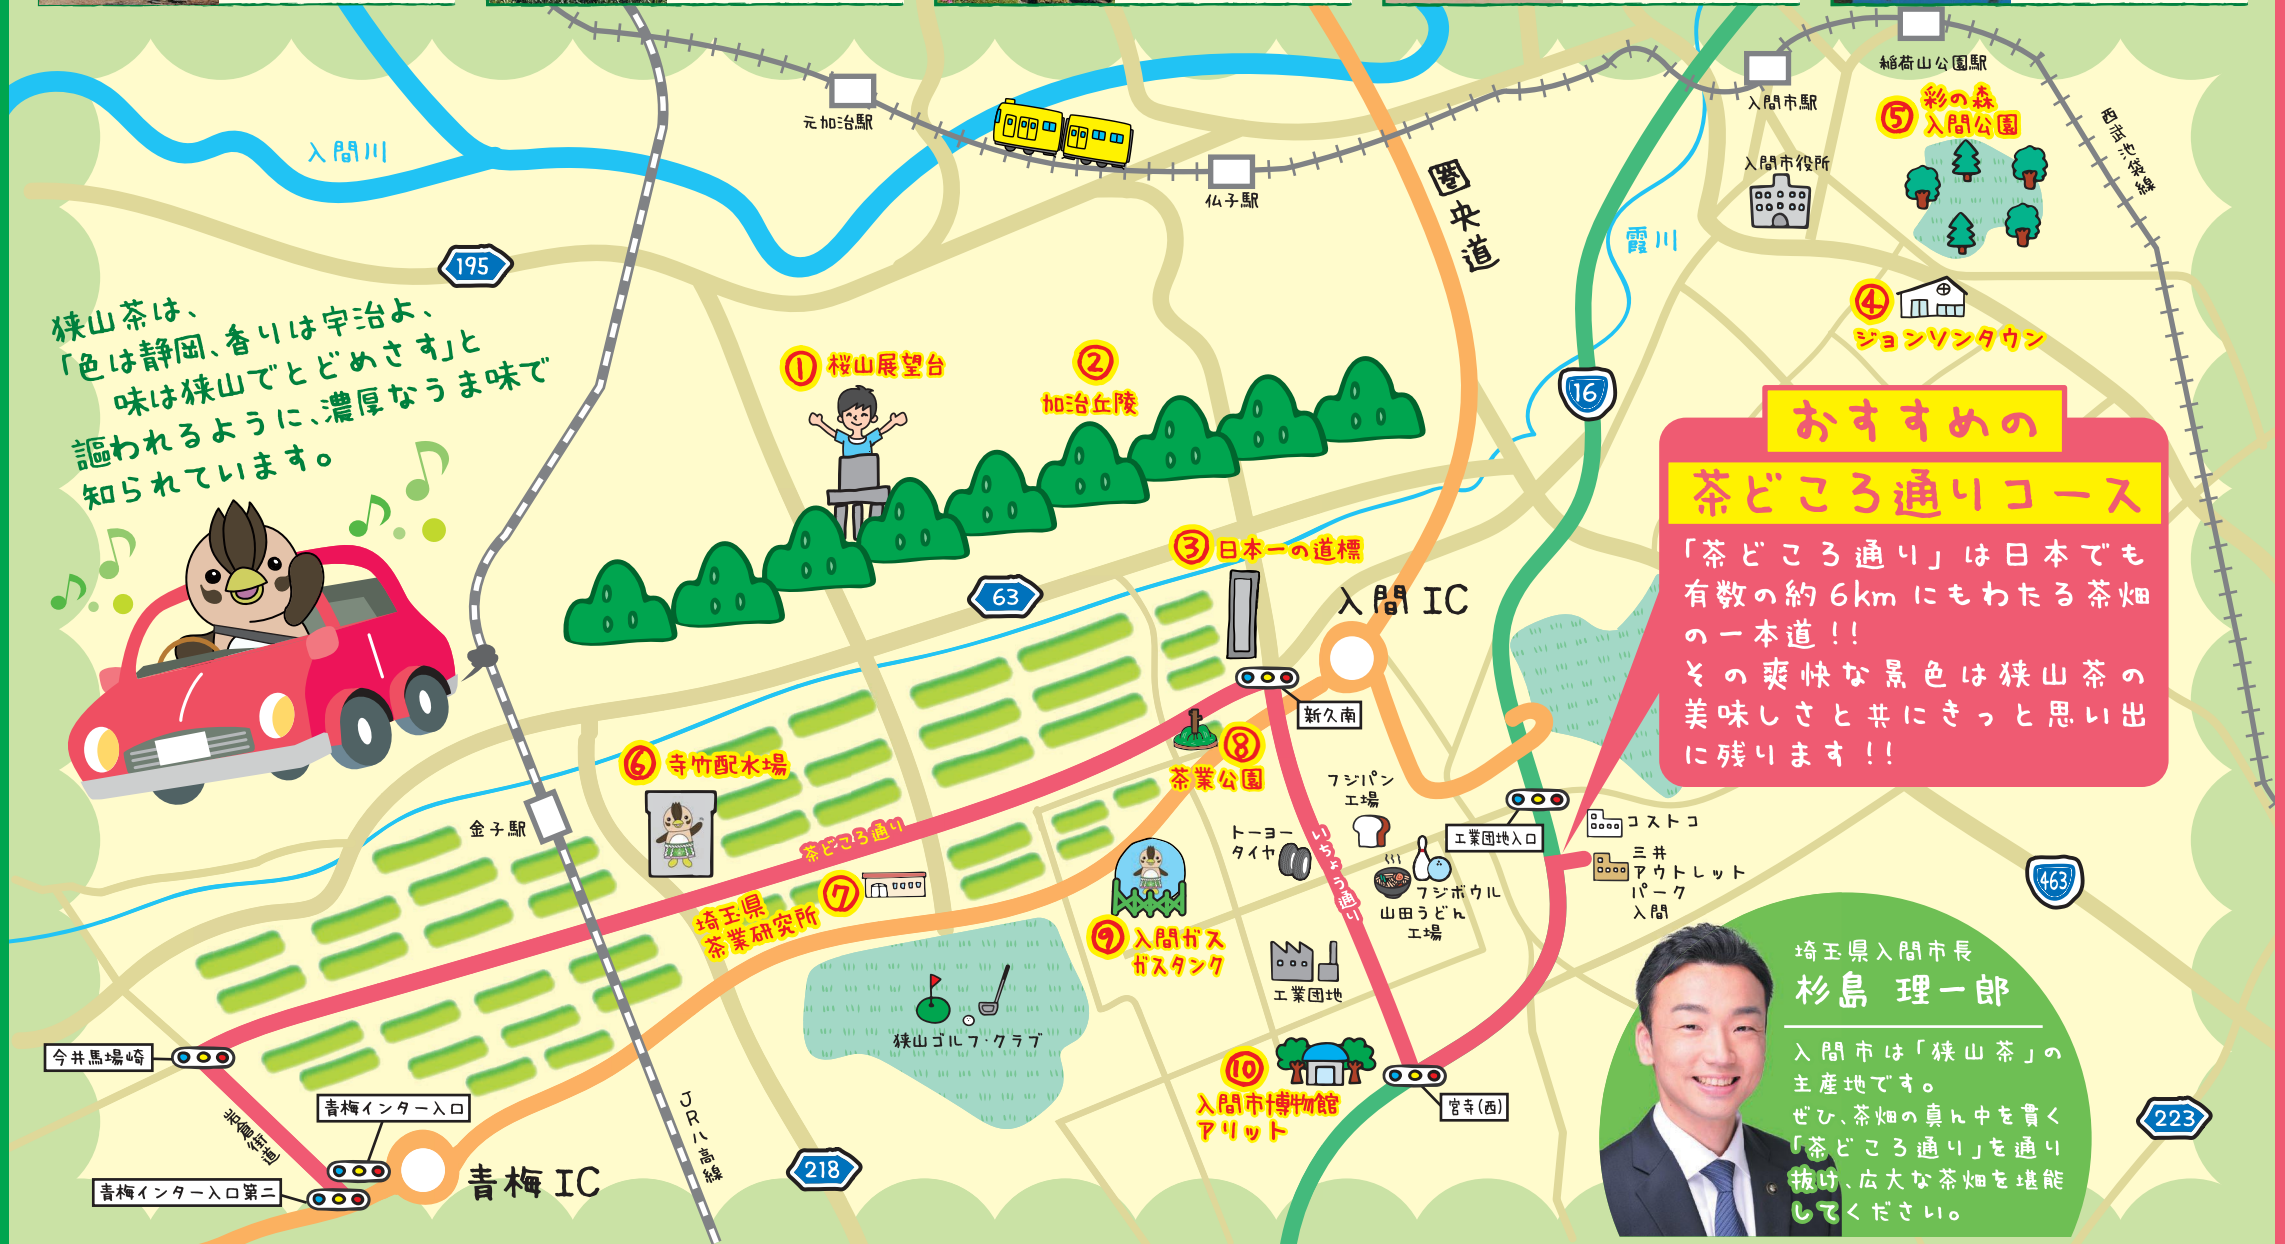 入間川
元加治駅
仏子駅
入間市駅
稲荷山公園駅
西武池袋線
⑤
彩の森
入間公園
入間市役所
圏央道
霞川
195
④
ジョンソンタウン
狭山茶は、
「色は静岡、香りは宇治よ、
味は狭山でとどめさす」と
謳われるように、濃厚なうま味で
知られています。
① 桜山展望台
②
加治丘陵
16
おすすめの
茶どころ通りコース
「茶どころ通り」は日本でも
有数の約6kmにもわたる茶畑
の一本道!!
その爽快な景色は狭山茶の
美味しさと共にきっと思い出
に残ります!!
③ 日本一の道標
63
入間IC
新久南
⑥ 寺竹配水場
⑧
茶業公園
フジパン
工場
トーヨー
タイヤ
いちょう通り
工業団地入口
コストコ
三井
アウトレット
パーク
入間
463
金子駅
茶どころ通り
⑦
埼玉県
茶業研究所
フジボウル
山田うどん
工場
⑨ 入間ガス
ガスタンク
工業団地
狭山ゴルフ・クラブ
埼玉県入間市長
杉島 理一郎
入間市は「狭山茶」の
主産地です。
ぜひ、茶畑の真ん中を貫く
「茶どころ通り」を通り
抜け、広大な茶畑を堪能
してください。
今井馬場崎
青梅インター入口
岩倉街道
青梅インター入口第二
青梅IC
JR八高線
218
⑩
入間市博物館
アリット
宮寺(西)
223